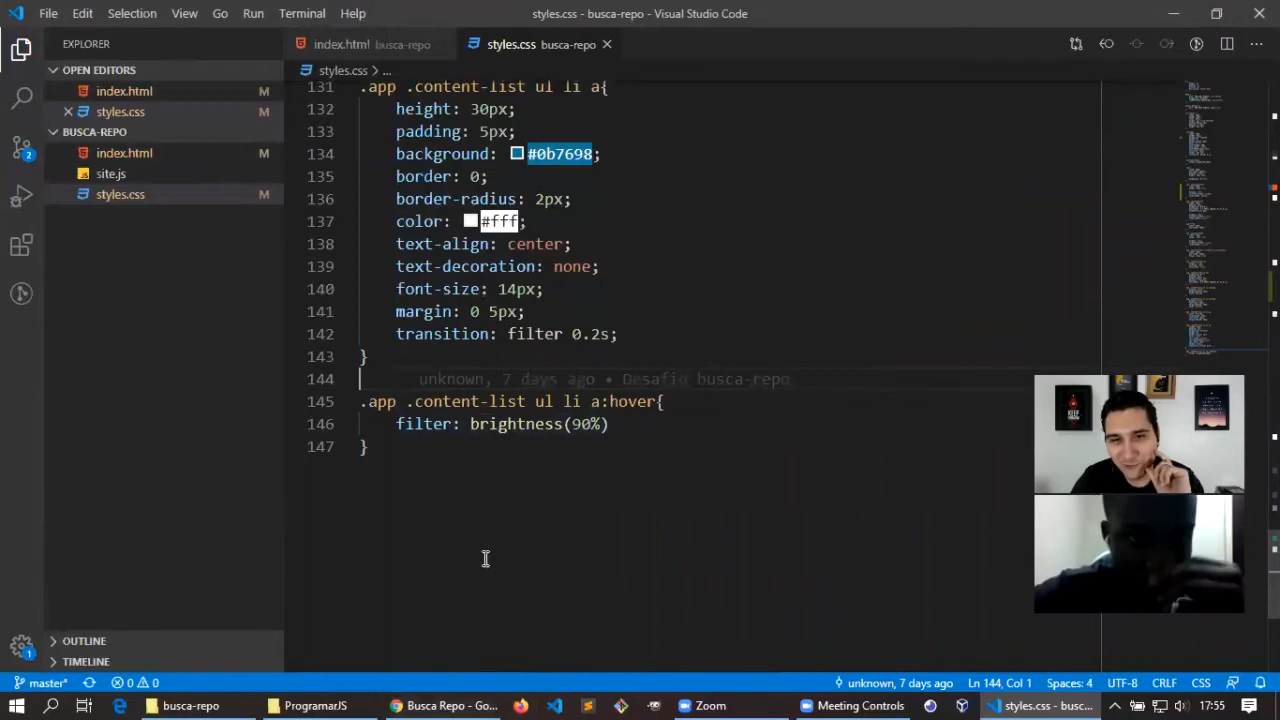 File Edit Selection View Go Run Terminal Help
styles.css - busca-repo - Visual Studio Code
EXPLORER
OPEN EDITORS
index.html M
styles.css M
BUSCA-REPO
index.html M
site.js
styles.css M
OUTLINE
TIMELINE
index.html busca-repo
styles.css busca-repo
styles.css > ...
131 .app .content-list ul li a{
132 height: 30px;
133 padding: 5px;
134 background: #0b7698;
135 border: 0;
136 border-radius: 2px;
137 color: #fff;
138 text-align: center;
139 text-decoration: none;
140 font-size: 14px;
141 margin: 0 5px;
142 transition: filter 0.2s;
143 }
144 unknown, 7 days ago • Desafio busca-repo
145 .app .content-list ul li a:hover{
146 filter: brightness(90%)
147 }
2
1
KEEP
master* 0 0 unknown, 7 days ago Ln 144, Col 1 Spaces: 4 UTF-8 CRLF CSS
busca-repo ProgramarJS Busca Repo - Go... Zoom Meeting Controls styles.css - busc... 17:55